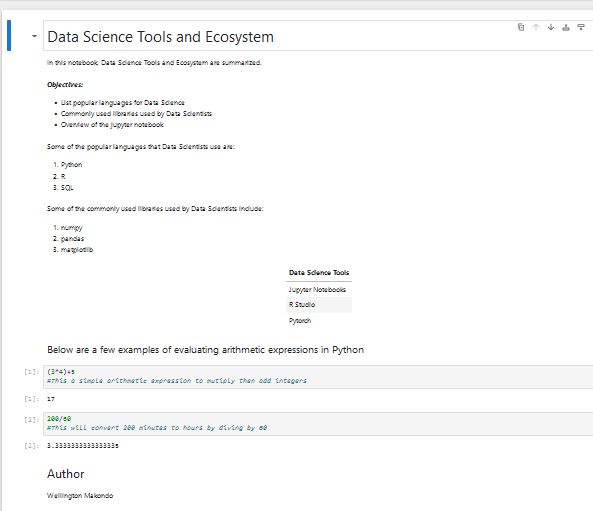 Data Science Tools and Ecosystem
In this notebook, Data Science Tools and Ecosystem are summarized.
Objectives:
• List popular languages for Data Science
• Commonly used libraries used by Data Scientists
• Overview of the Jupyter notebook
Some of the popular languages that Data Scientists use are:
1. Python
2. R
3. SQL
Some of the commonly used libraries used by Data Scientists include:
1. numpy
2. pandas
3. matplotlib
Data Science Tools
Jupyter Notebooks
R Studio
Pytorch
Below are a few examples of evaluating arithmetic expressions in Python
[1]: (3*4)+5
#This a simple arithmetic expression to mutiply then add integers
[1]: 17
[2]: 200/60
#This will convert 200 minutes to hours by diving by 60
[2]: 3.3333333333333335
Author
Wellington Makondo